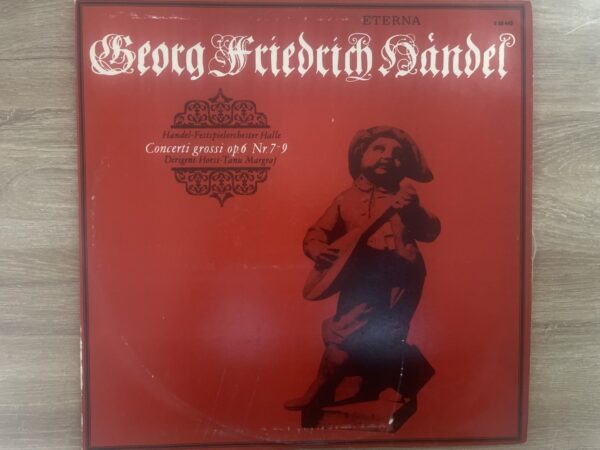 ETERNA
Georg Friedrich Händel
Händel-Festspielorchester Halle
Concerti grossi op 6 Nr 7-9
Dirigent: Horst-Tanu Margraf